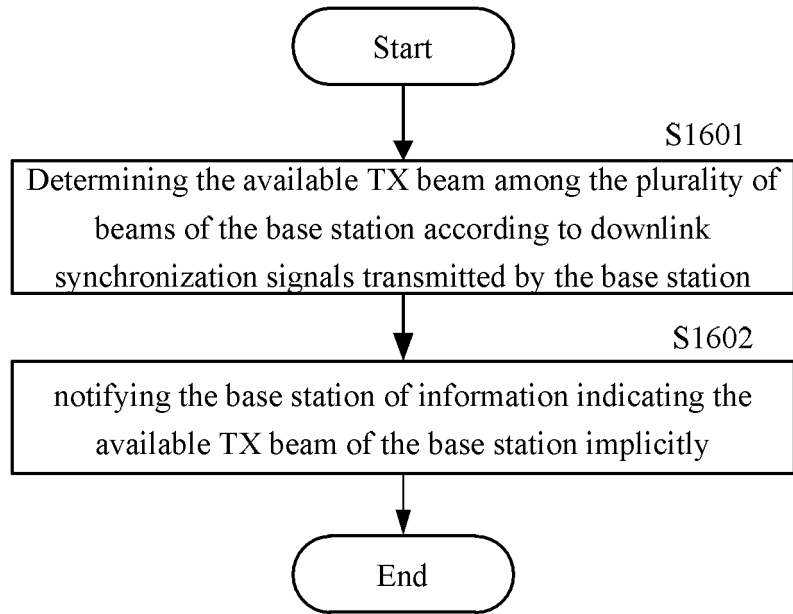 Start
S1601
Determining the available TX beam among the plurality of
beams of the base station according to downlink
synchronization signals transmitted by the base station
S1602
notifying the base station of information indicating the
available TX beam of the base station implicitly
End